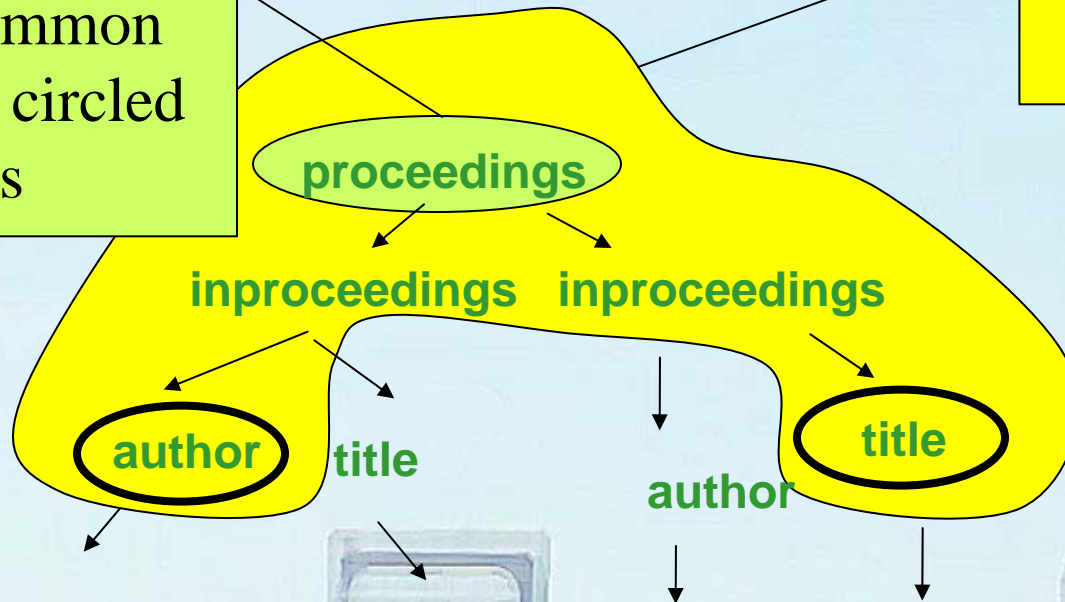 mmon
circled
s
proceedings
inproceedings inproceedings
author title author title